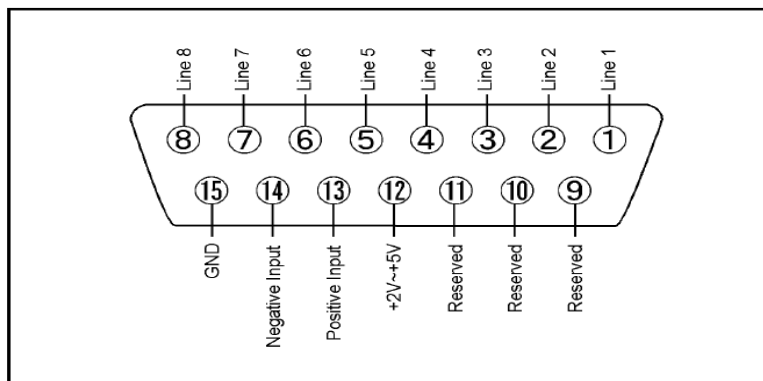 Line 8
Line 7
Line 6
Line 5
Line 4
Line 3
Line 2
Line 1
8
7
6
5
4
3
2
1
15
14
13
12
11
10
9
GND
Negative Input
Positive Input
+2V~+5V
Reserved
Reserved
Reserved